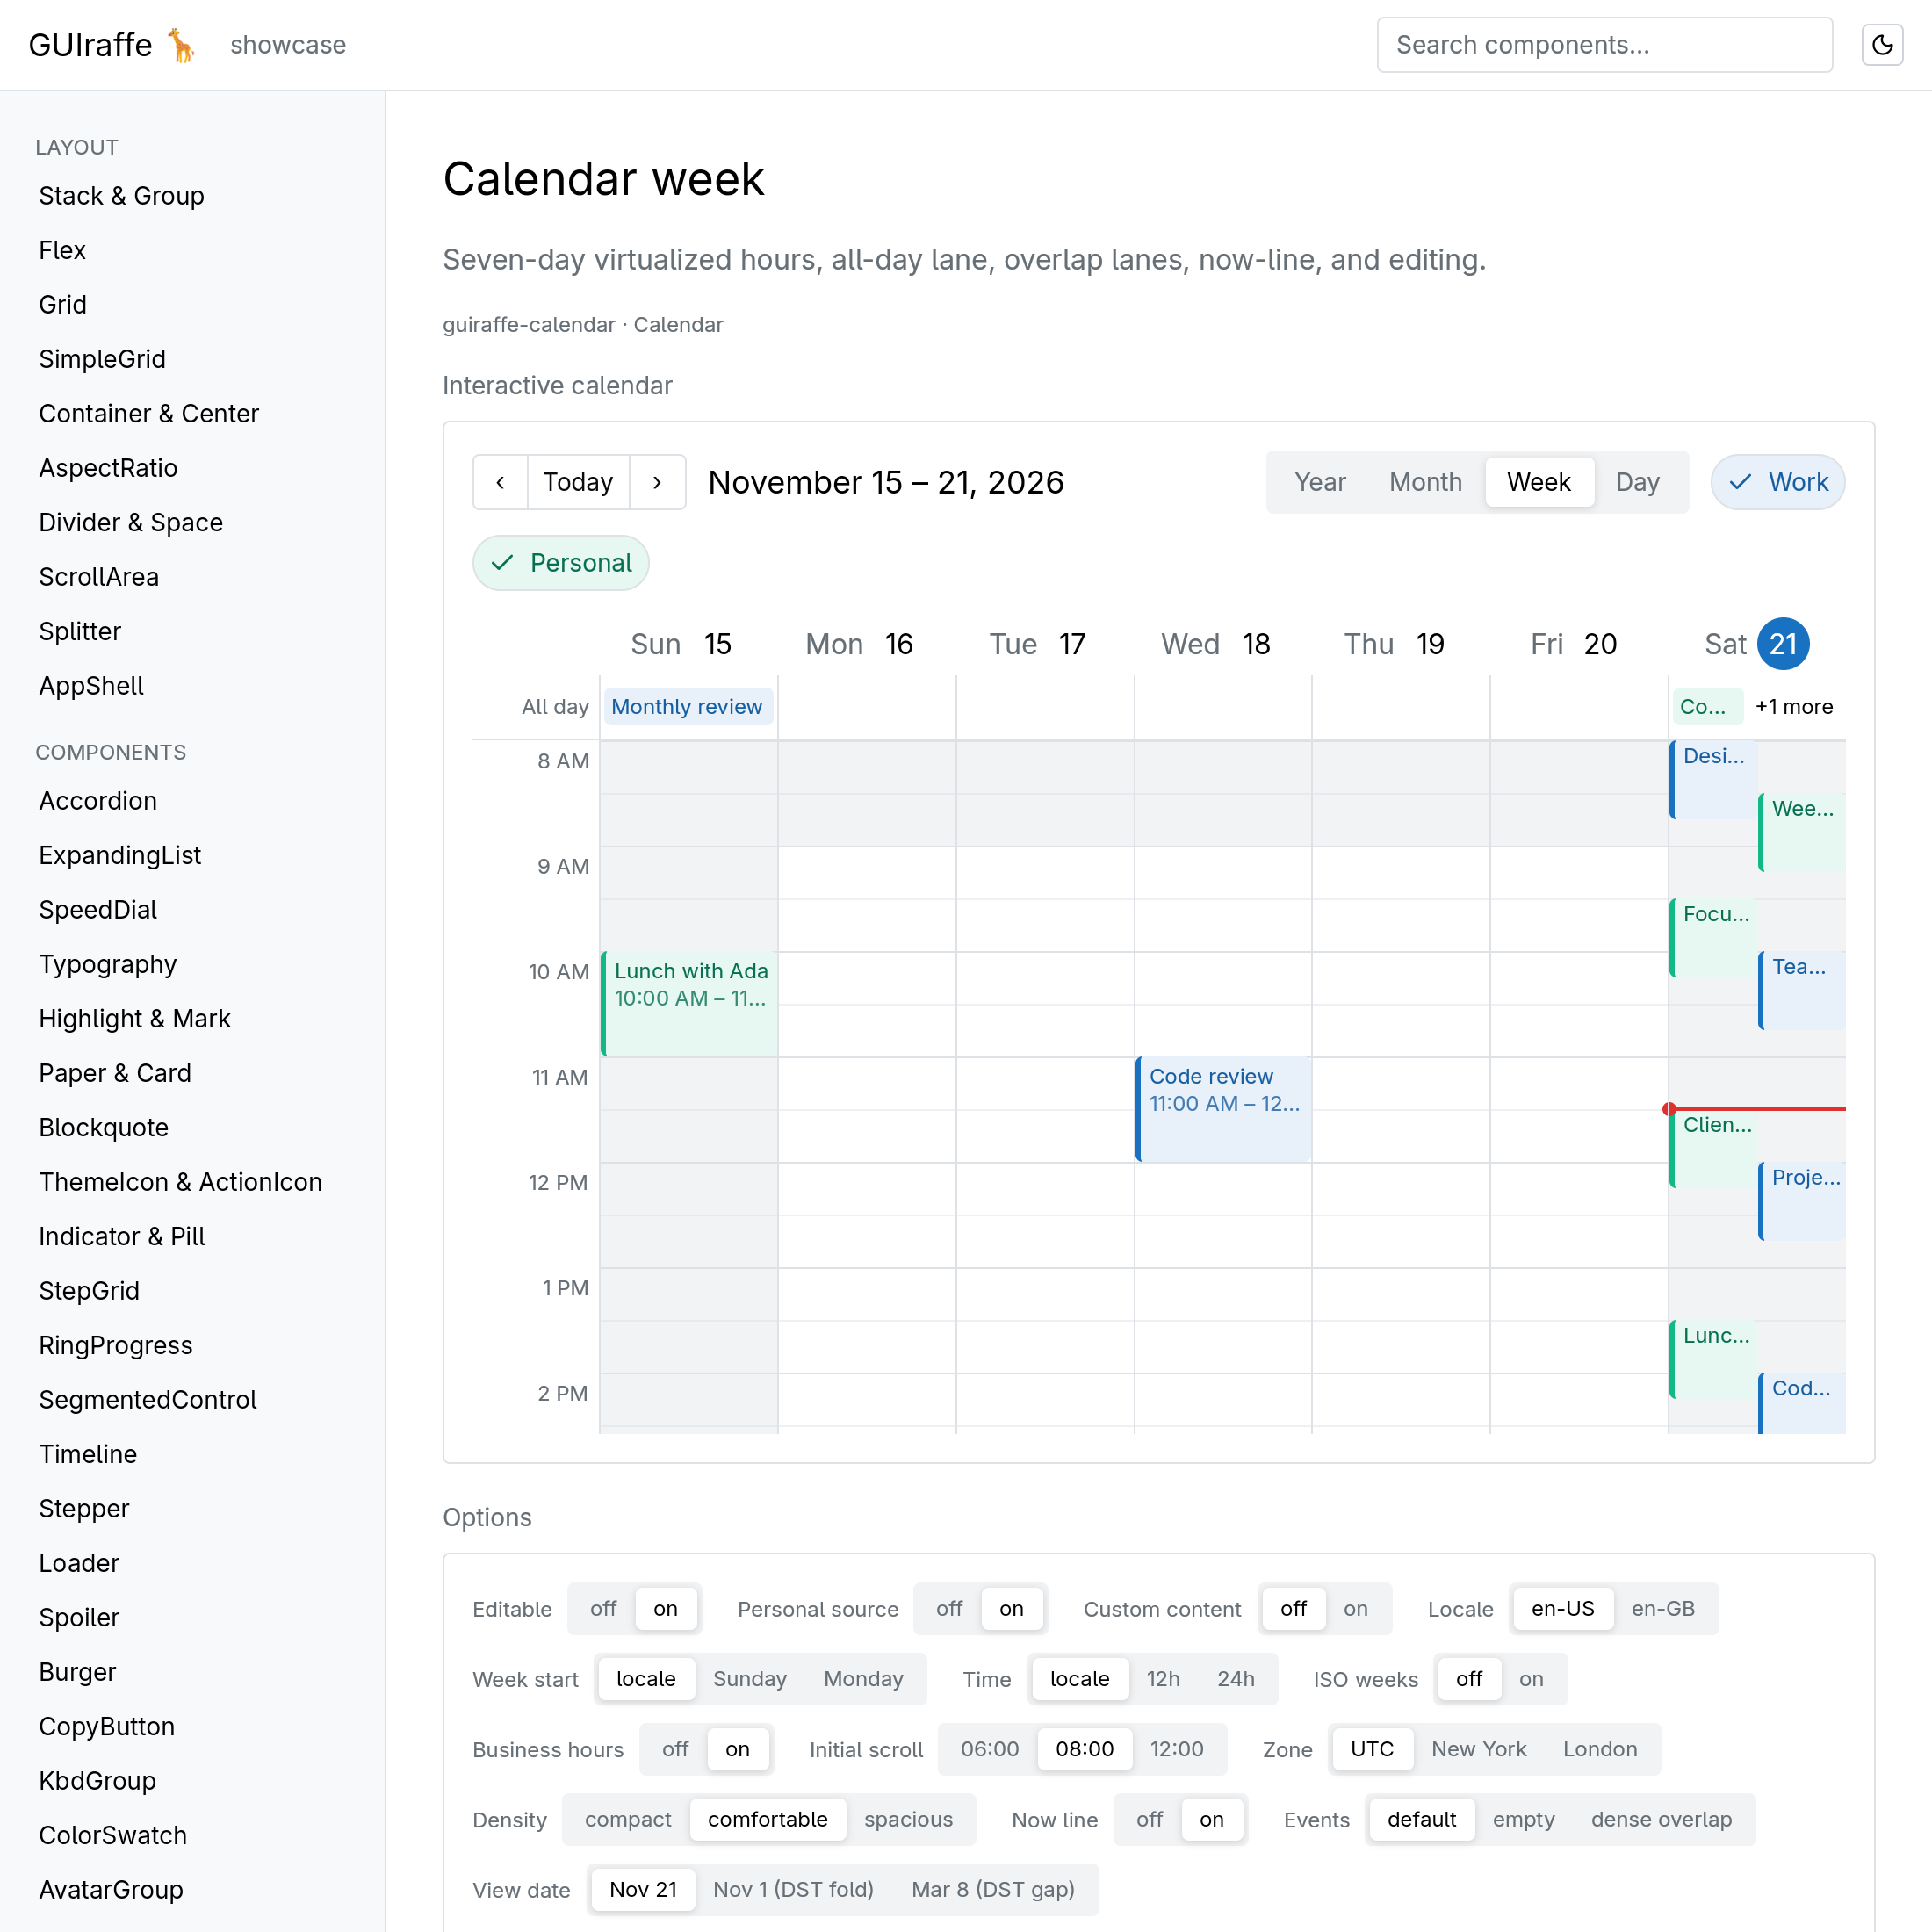 GUIraffe 🦒 showcase
Search components...
LAYOUT
Stack & Group
Flex
Grid
SimpleGrid
Container & Center
AspectRatio
Divider & Space
ScrollArea
Splitter
AppShell
COMPONENTS
Accordion
ExpandingList
SpeedDial
Typography
Highlight & Mark
Paper & Card
Blockquote
ThemeIcon & ActionIcon
Indicator & Pill
StepGrid
RingProgress
SegmentedControl
Timeline
Stepper
Loader
Spoiler
Burger
CopyButton
KbdGroup
ColorSwatch
AvatarGroup
Calendar week
Seven-day virtualized hours, all-day lane, overlap lanes, now-line, and editing.
guiraffe-calendar · Calendar
Interactive calendar
‹ Today › November 15 – 21, 2026 Year Month Week Day Work
Personal
Sun 15 Mon 16 Tue 17 Wed 18 Thu 19 Fri 20 Sat 21
All day Monthly review Co... +1 more
8 AM Desi...
Wee...
9 AM
Focu...
10 AM Lunch with Ada Tea...
10:00 AM – 11...
11 AM Code review
11:00 AM – 12...
Clien...
12 PM Proje...
1 PM
Lunc...
2 PM Cod...
Options
Editable off on Personal source off on Custom content off on Locale en-US en-GB
Week start locale Sunday Monday Time locale 12h 24h ISO weeks off on
Business hours off on Initial scroll 06:00 08:00 12:00 Zone UTC New York London
Density compact comfortable spacious Now line off on Events default empty dense overlap
View date Nov 21 Nov 1 (DST fold) Mar 8 (DST gap)